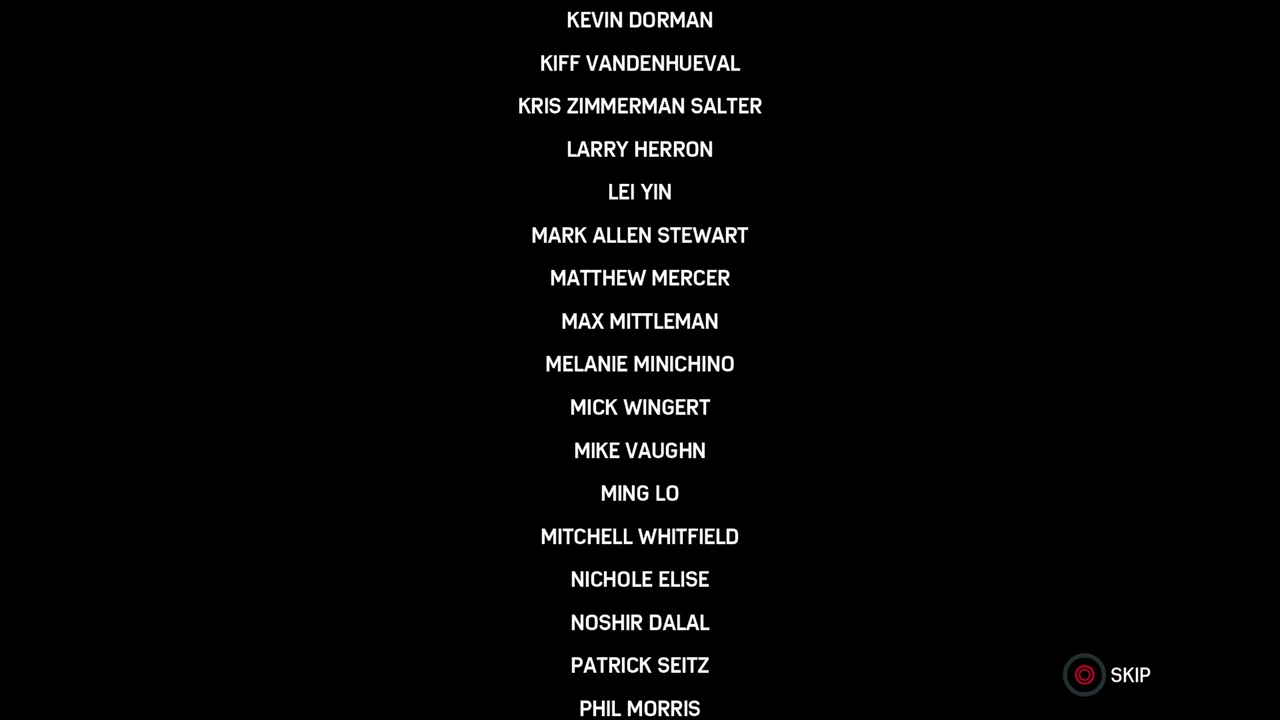 KEVIN DORMAN
KIFF VANDENHUEVAL
KRIS ZIMMERMAN SALTER
LARRY HERRON
LEI YIN
MARK ALLEN STEWART
MATTHEW MERCER
MAX MITTLEMAN
MELANIE MINICHINO
MICK WINGERT
MIKE VAUGHN
MING LO
MITCHELL WHITFIELD
NICHOLE ELISE
NOSHIR DALAL
PATRICK SEITZ
SKIP
PHIL MORRIS